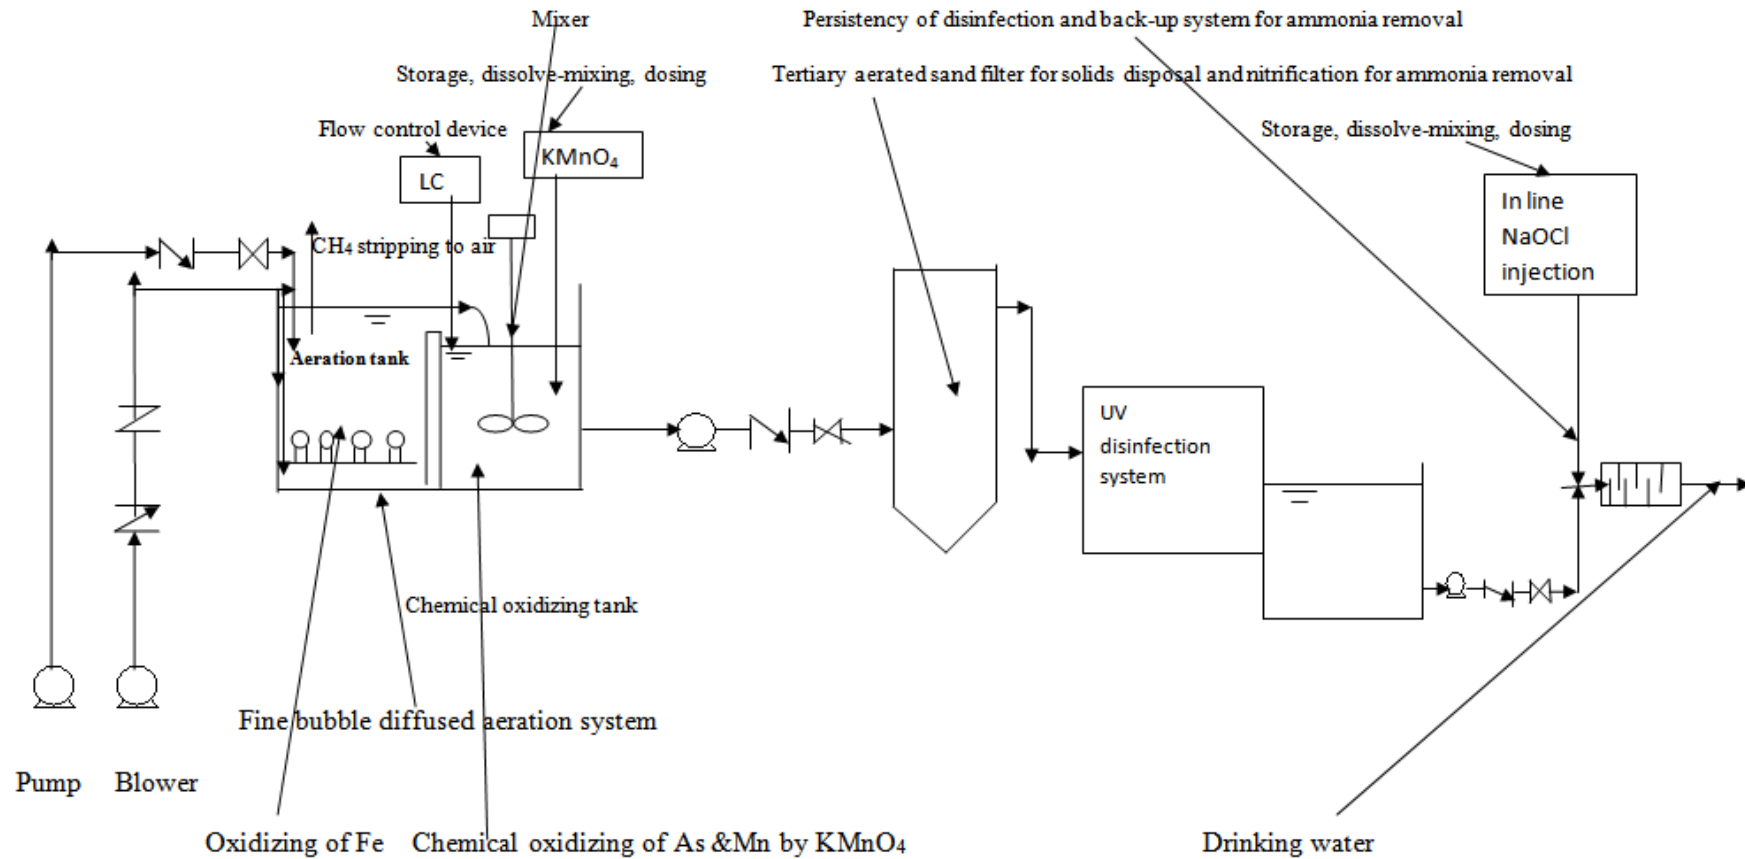 Mixer
Persistency of disinfection and back-up system for ammonia removal
Storage, dissolve-mixing, dosing
Tertiary aerated sand filter for solids disposal and nitrification for ammonia removal
Flow control device
Storage, dissolve-mixing, dosing
KMnO4
LC
In line
NaOCl
injection
CH4 stripping to air
Aeration tank
UV
disinfection
system
Chemical oxidizing tank
Fine bubble diffused aeration system
Pump
Blower
Oxidizing of Fe
Chemical oxidizing of As &Mn by KMnO4
Drinking water